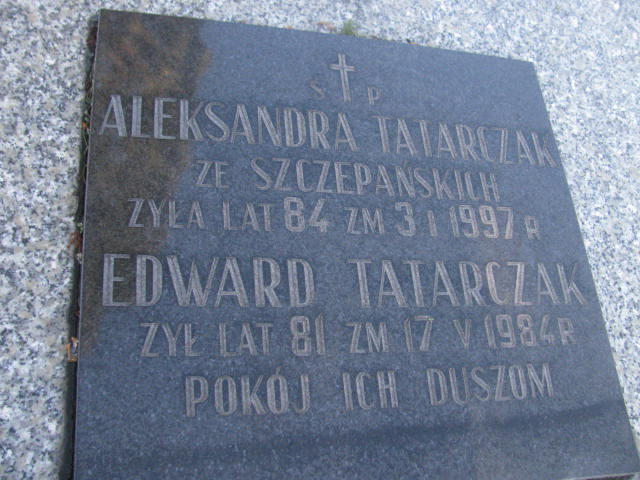 Ś P
ALEKSANDRA TATARCZAK
ZE SZCZEPAŃSKICH
ŻYŁA LAT 84 ZM 3 I 1997 R
EDWARD TATARCZAK
ŻYŁ LAT 81 ZM 17 V 1984 R
POKÓJ ICH DUSZOM